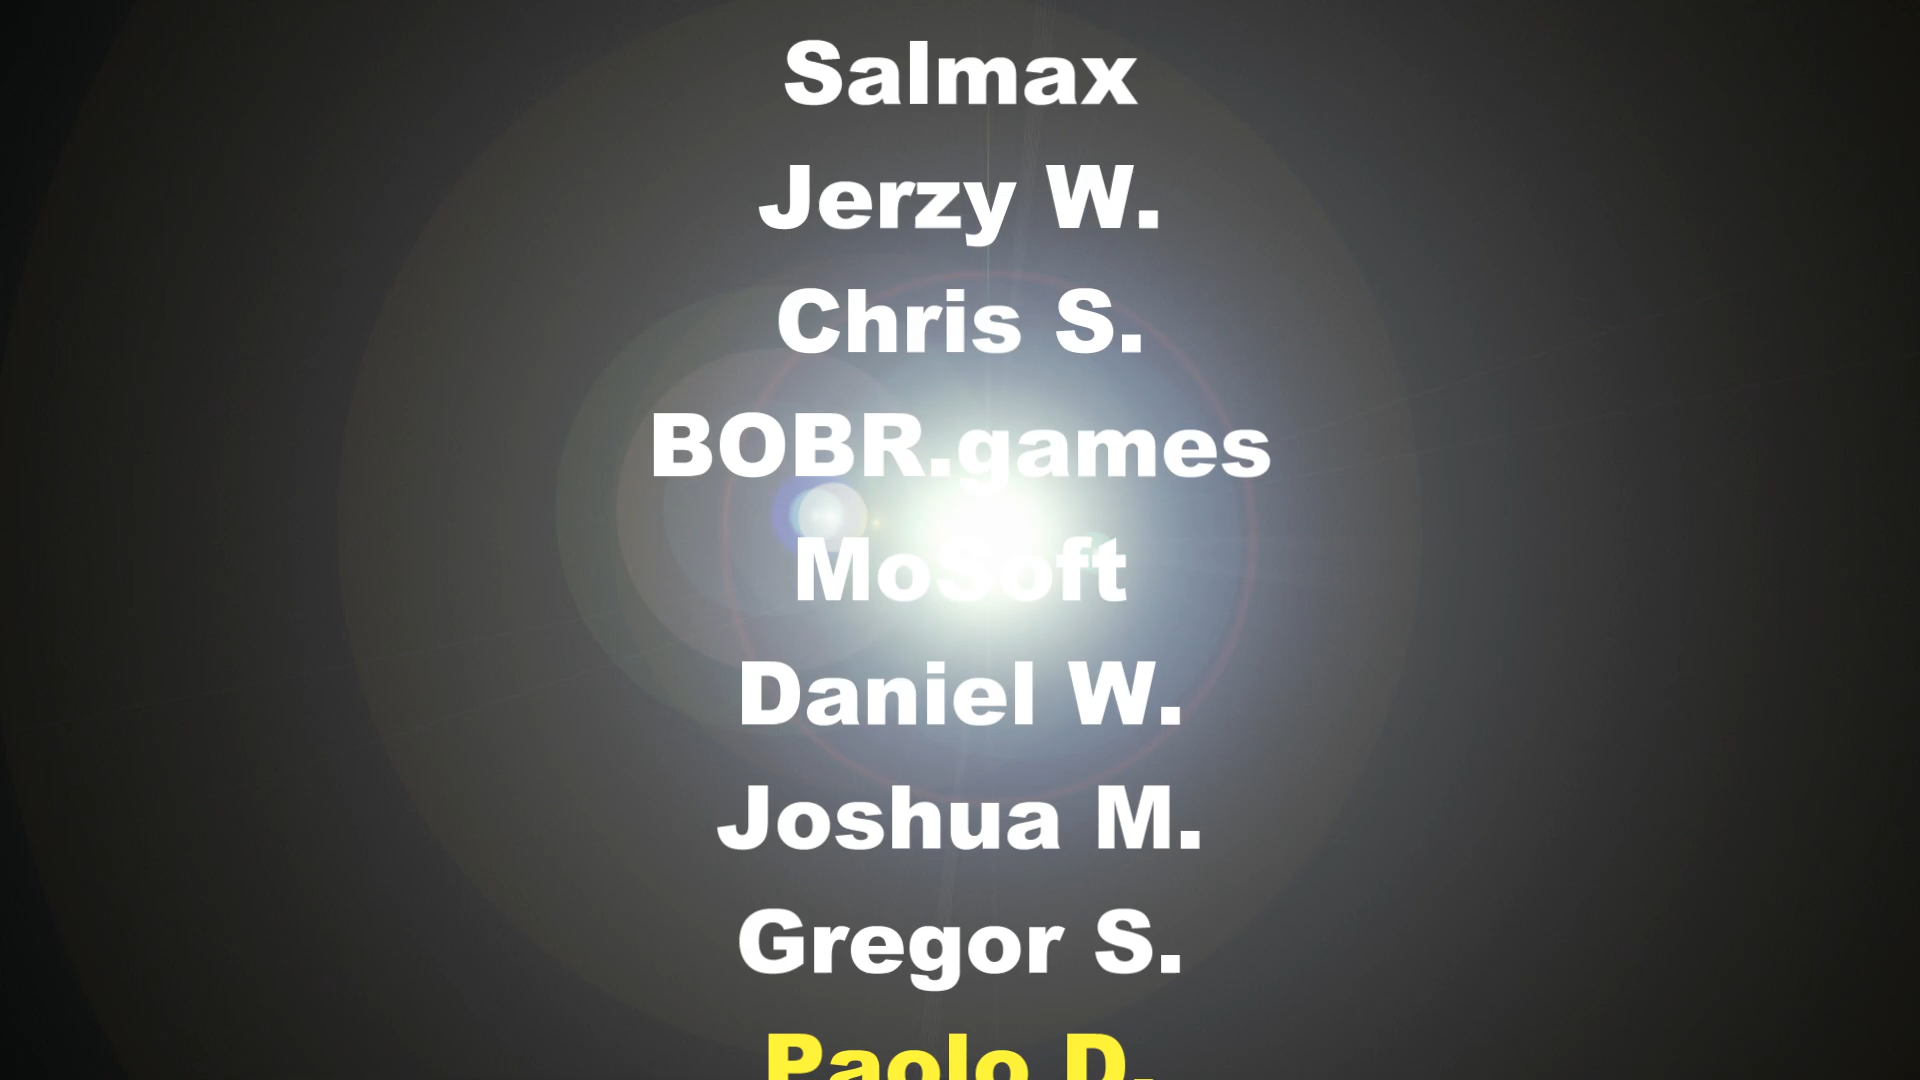 Salmax
Jerzy W.
Chris S.
BOBR.games
MoSoft
Daniel W.
Joshua M.
Gregor S.
Paolo D.